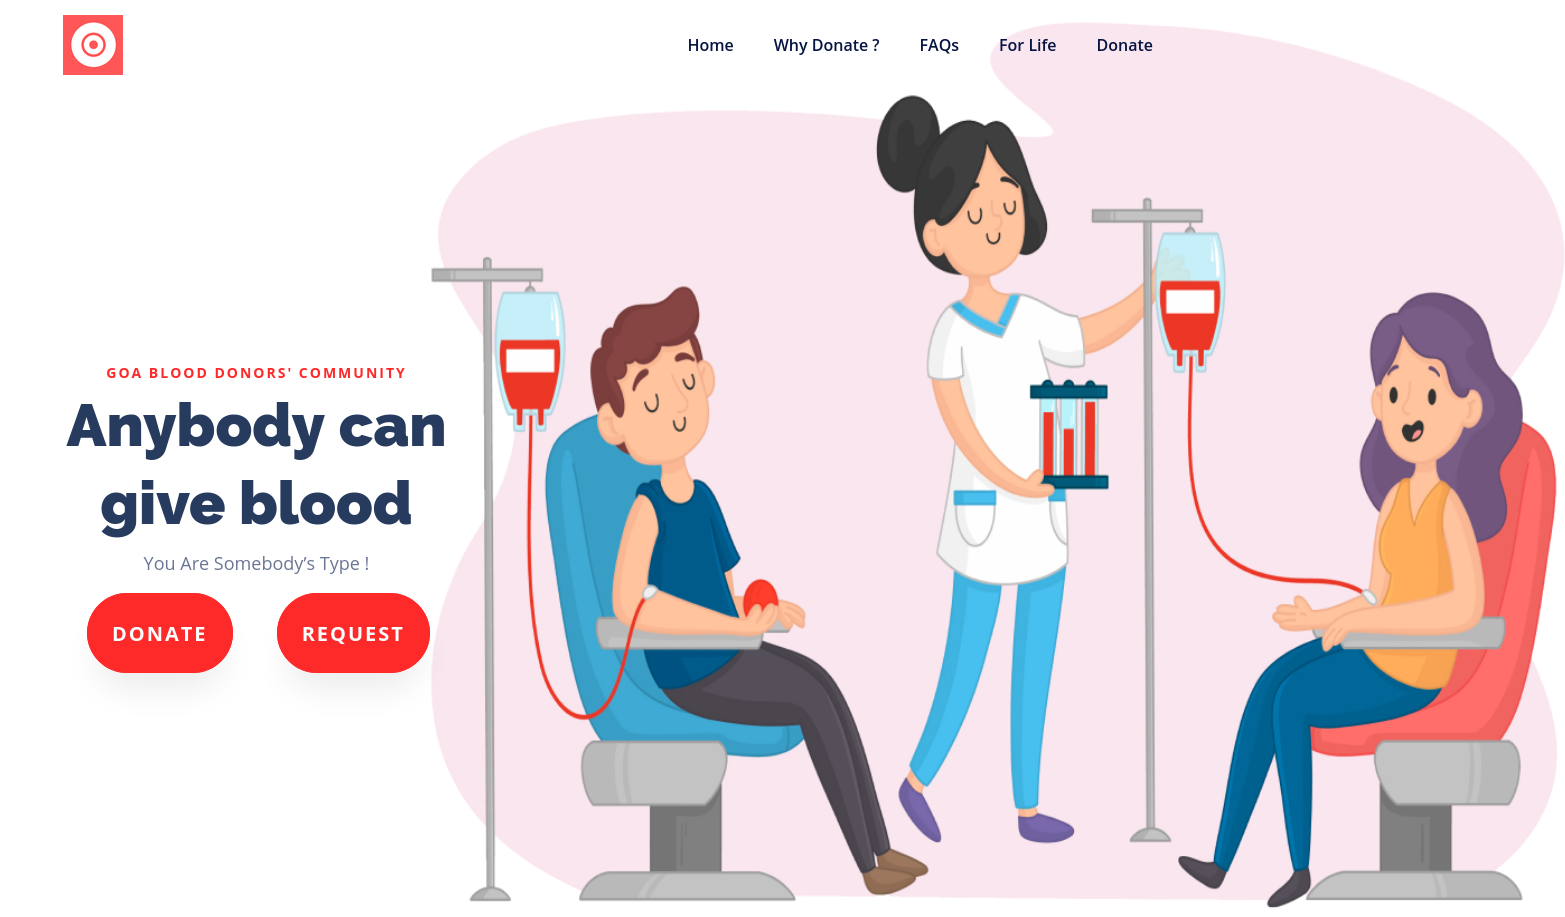 Home Why Donate ? FAQs For Life Donate
GOA BLOOD DONORS' COMMUNITY
Anybody can
give blood
You Are Somebody’s Type !
DONATE REQUEST